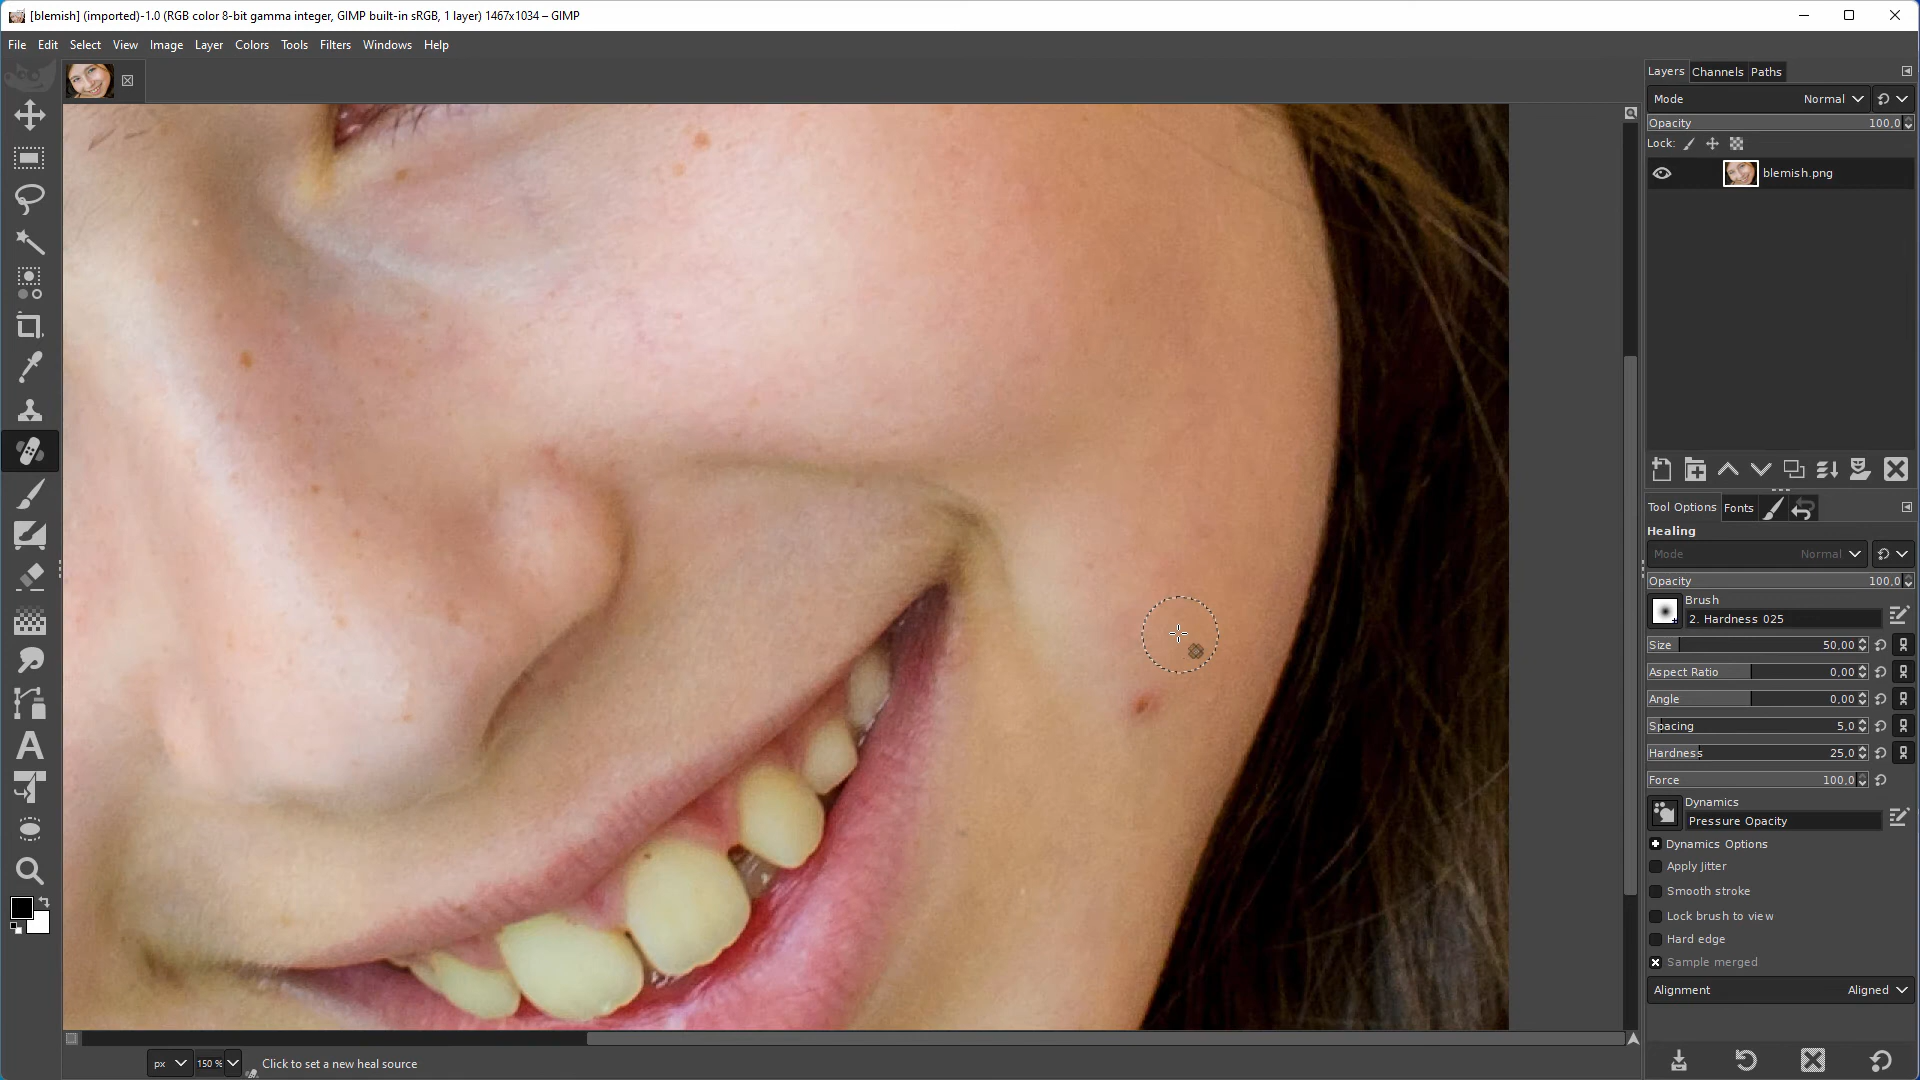 [blemish] (imported)-1.0 (RGB color 8-bit gamma integer, GIMP built-in sRGB, 1 layer) 1467x1034 – GIMP
File Edit Select View Image Layer Colors Tools Filters Windows Help
Layers Channels Paths
Mode Normal
Opacity 100,0
Lock:
blemish.png
Tool Options Fonts
Healing
Mode Normal
Opacity 100,0
Brush
2. Hardness 025
Size 50,00
Aspect Ratio 0,00
Angle 0,00
Spacing 5,0
Hardness 25,0
Force 100,0
Dynamics
Pressure Opacity
Dynamics Options
Apply Jitter
Smooth stroke
Lock brush to view
Hard edge
Sample merged
Alignment Aligned
px 150 % Click to set a new heal source